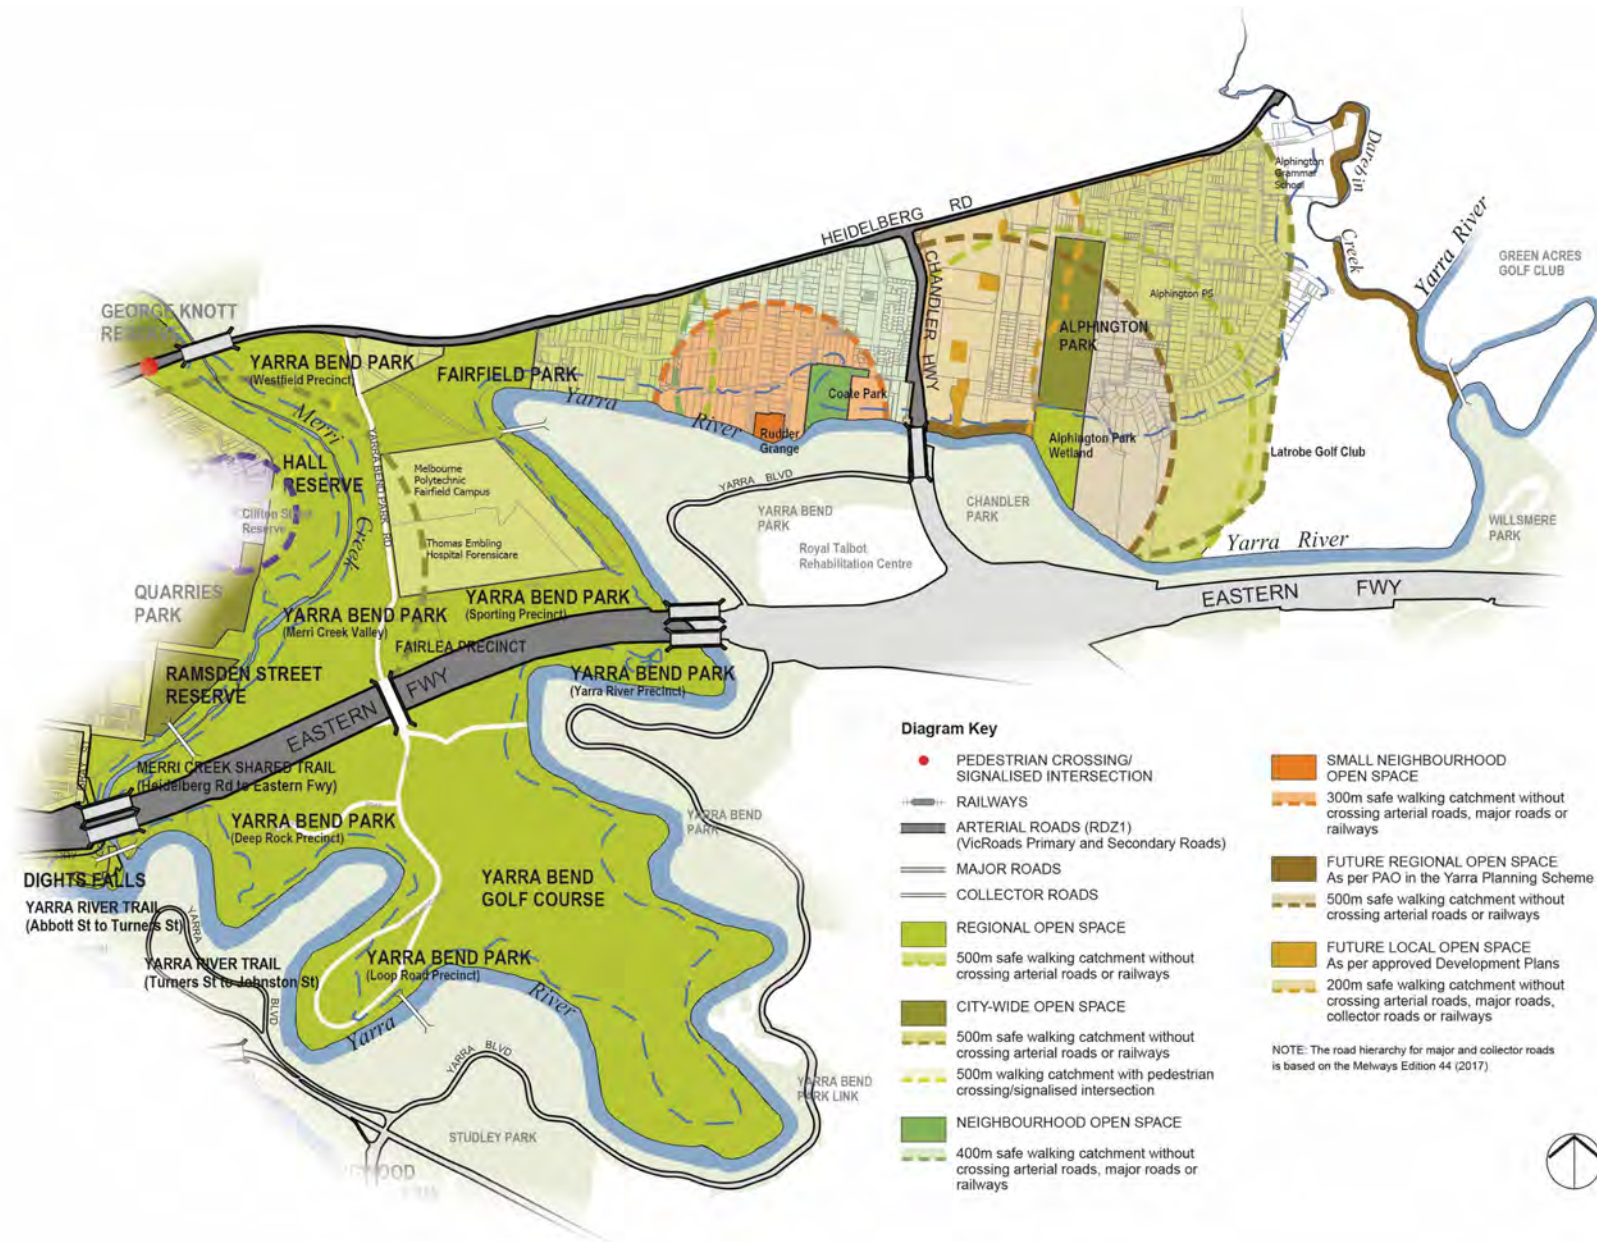 Darebin
Creek
Alphington
Grammar
School
Yarra River
GREEN ACRES
GOLF CLUB
HEIDELBERG RD
CHANDLER HWY
Alphington PS
ALPHINGTON
PARK
GEORGE KNOTT
RESERVE
YARRA BEND PARK
(Westfield Precinct)
FAIRFIELD PARK
Merri
Creek
Yarra
River
Coate Park
Rudder
Grange
Alphington Park
Wetland
Latrobe Golf Club
HALL
RESERVE
YARRA BEND PARK RD
Melbourne
Polytechnic
Fairfield Campus
Clifton Street
Reserve
YARRA BLVD
YARRA BEND
PARK
CHANDLER
PARK
WILLSMERE
PARK
Thomas Embling
Hospital Forensicare
Royal Talbot
Rehabilitation Centre
Yarra River
QUARRIES
PARK
YARRA BEND PARK
(Merri Creek Valley)
YARRA BEND PARK
(Sporting Precinct)
EASTERN FWY
FAIRLEA PRECINCT
RAMSDEN STREET
RESERVE
YARRA BEND PARK
(Yarra River Precinct)
EASTERN FWY
MERRI CREEK SHARED TRAIL
(Heidelberg Rd to Eastern Fwy)
YARRA BEND PARK
(Deep Rock Precinct)
YARRA BEND
PARK
DIGHTS FALLS
YARRA BEND
GOLF COURSE
YARRA RIVER TRAIL
(Abbott St to Turners St)
YARRA
BLVD
YARRA RIVER TRAIL
(Turners St to Johnston St)
YARRA BEND PARK
(Loop Road Precinct)
Yarra
River
YARRA BLVD
YARRA BEND
PARK LINK
STUDLEY PARK
Diagram Key
PEDESTRIAN CROSSING/
SIGNALISED INTERSECTION
RAILWAYS
ARTERIAL ROADS (RDZ1)
(VicRoads Primary and Secondary Roads)
MAJOR ROADS
COLLECTOR ROADS
REGIONAL OPEN SPACE
500m safe walking catchment without
crossing arterial roads or railways
CITY-WIDE OPEN SPACE
500m safe walking catchment without
crossing arterial roads or railways
500m walking catchment with pedestrian
crossing/signalised intersection
NEIGHBOURHOOD OPEN SPACE
400m safe walking catchment without
crossing arterial roads, major roads or
railways
SMALL NEIGHBOURHOOD
OPEN SPACE
300m safe walking catchment without
crossing arterial roads, major roads or
railways
FUTURE REGIONAL OPEN SPACE
As per PAO in the Yarra Planning Scheme
500m safe walking catchment without
crossing arterial roads or railways
FUTURE LOCAL OPEN SPACE
As per approved Development Plans
200m safe walking catchment without
crossing arterial roads, major roads,
collector roads or railways
NOTE: The road hierarchy for major and collector roads
is based on the Melways Edition 44 (2017)